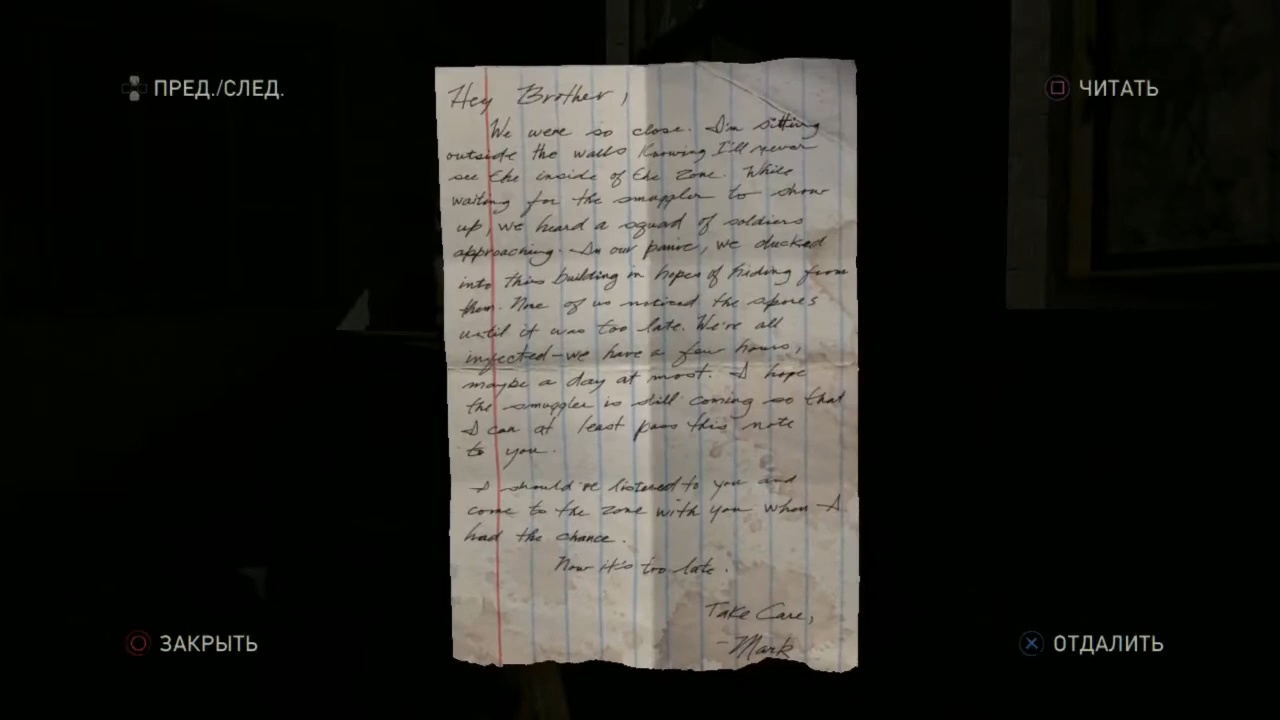 ПРЕД./СЛЕД.
ЧИТАТЬ
Hey Brother,
We were so close. I'm sitting
outside the walls knowing I'll never
see the inside of the zone. While
waiting for the smuggler to show
up, we heard a squad of soldiers
approaching. In our panic, we ducked
into this building in hopes of hiding from
them. None of us noticed the spores
until it was too late. We're all
infected-we have a few hours,
maybe a day at most. I hope
the smuggler is still coming so that
I can at least pass this note
to you.
I should've listened to you and
come to the zone with you when I
had the chance.
Now it's too late.
Take Care,
-Mark
ЗАКРЫТЬ
ОТДАЛИТЬ